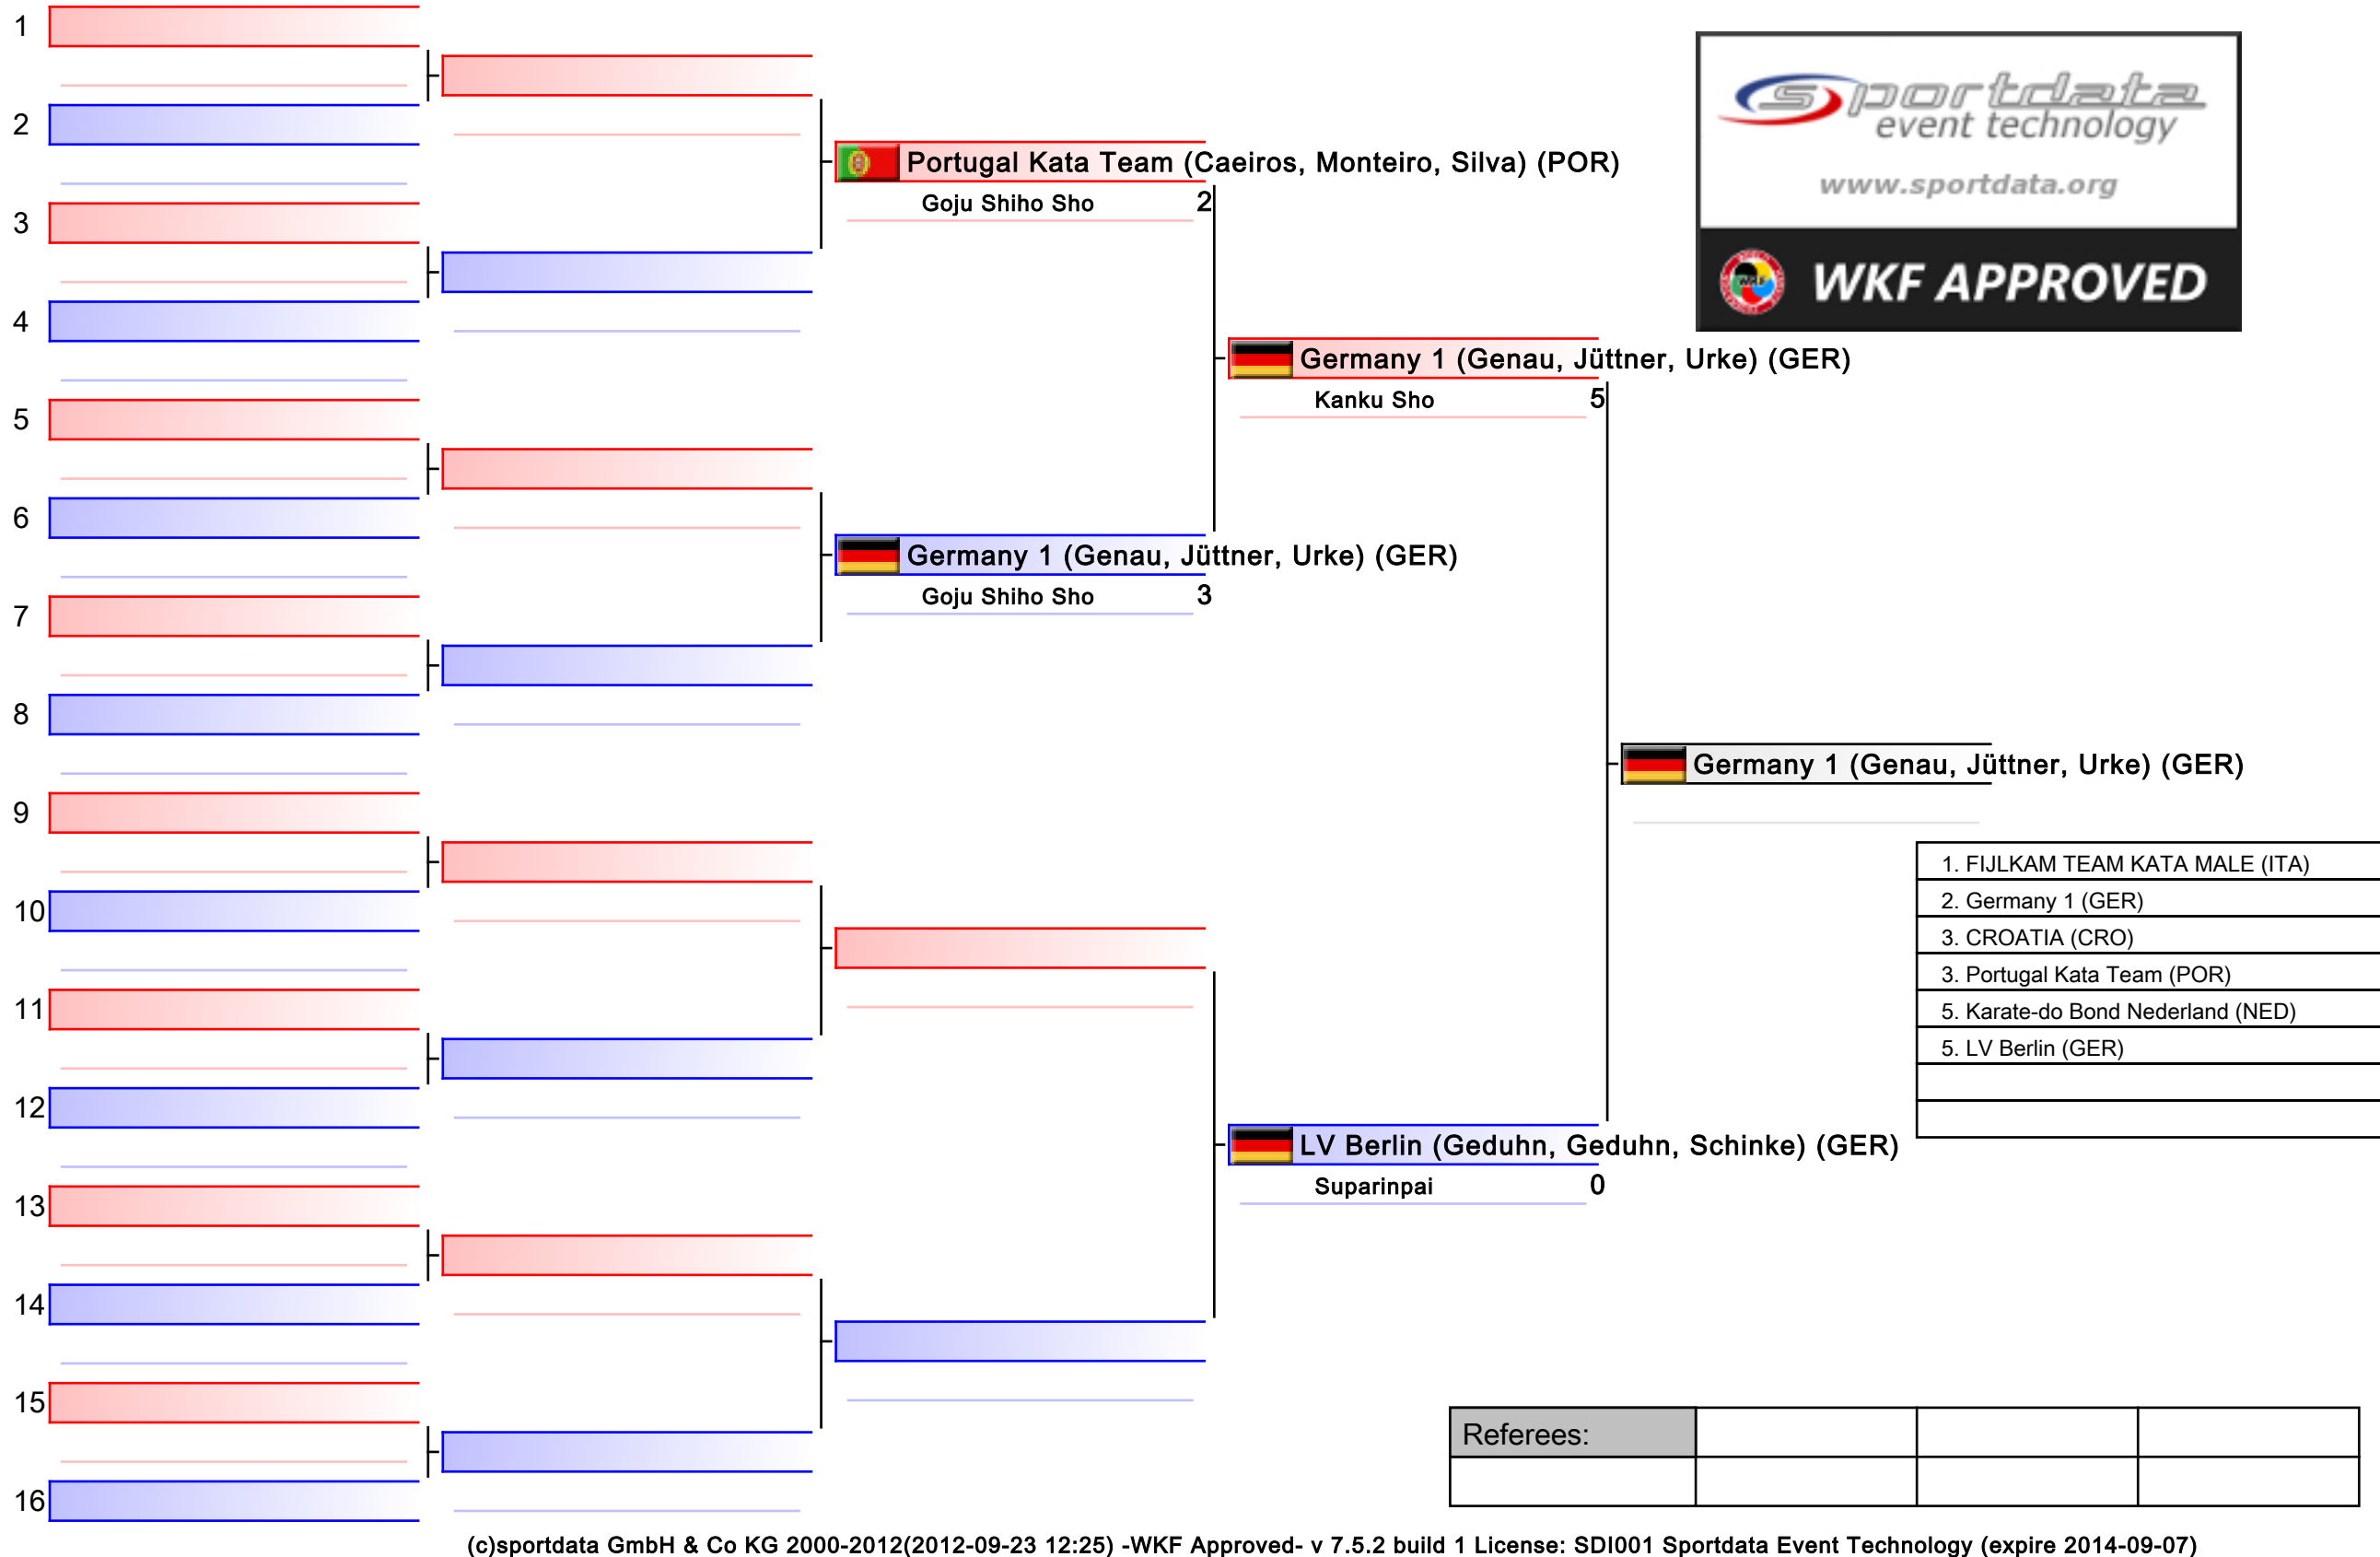 1
2
3
4
5
6
7
8
9
10
11
12
13
14
15
16
Portugal Kata Team (Caeiros, Monteiro, Silva) (POR)
Goju Shiho Sho 2
Germany 1 (Genau, Jüttner, Urke) (GER)
Goju Shiho Sho 3
Germany 1 (Genau, Jüttner, Urke) (GER)
Kanku Sho 5
LV Berlin (Geduhn, Geduhn, Schinke) (GER)
Suparinpai 0
Germany 1 (Genau, Jüttner, Urke) (GER)
sportdata
event technology
www.sportdata.org
WKF
WKF APPROVED
1. FIJLKAM TEAM KATA MALE (ITA)
2. Germany 1 (GER)
3. CROATIA (CRO)
3. Portugal Kata Team (POR)
5. Karate-do Bond Nederland (NED)
5. LV Berlin (GER)
Referees:
(c)sportdata GmbH & Co KG 2000-2012(2012-09-23 12:25) -WKF Approved- v 7.5.2 build 1 License: SDI001 Sportdata Event Technology (expire 2014-09-07)